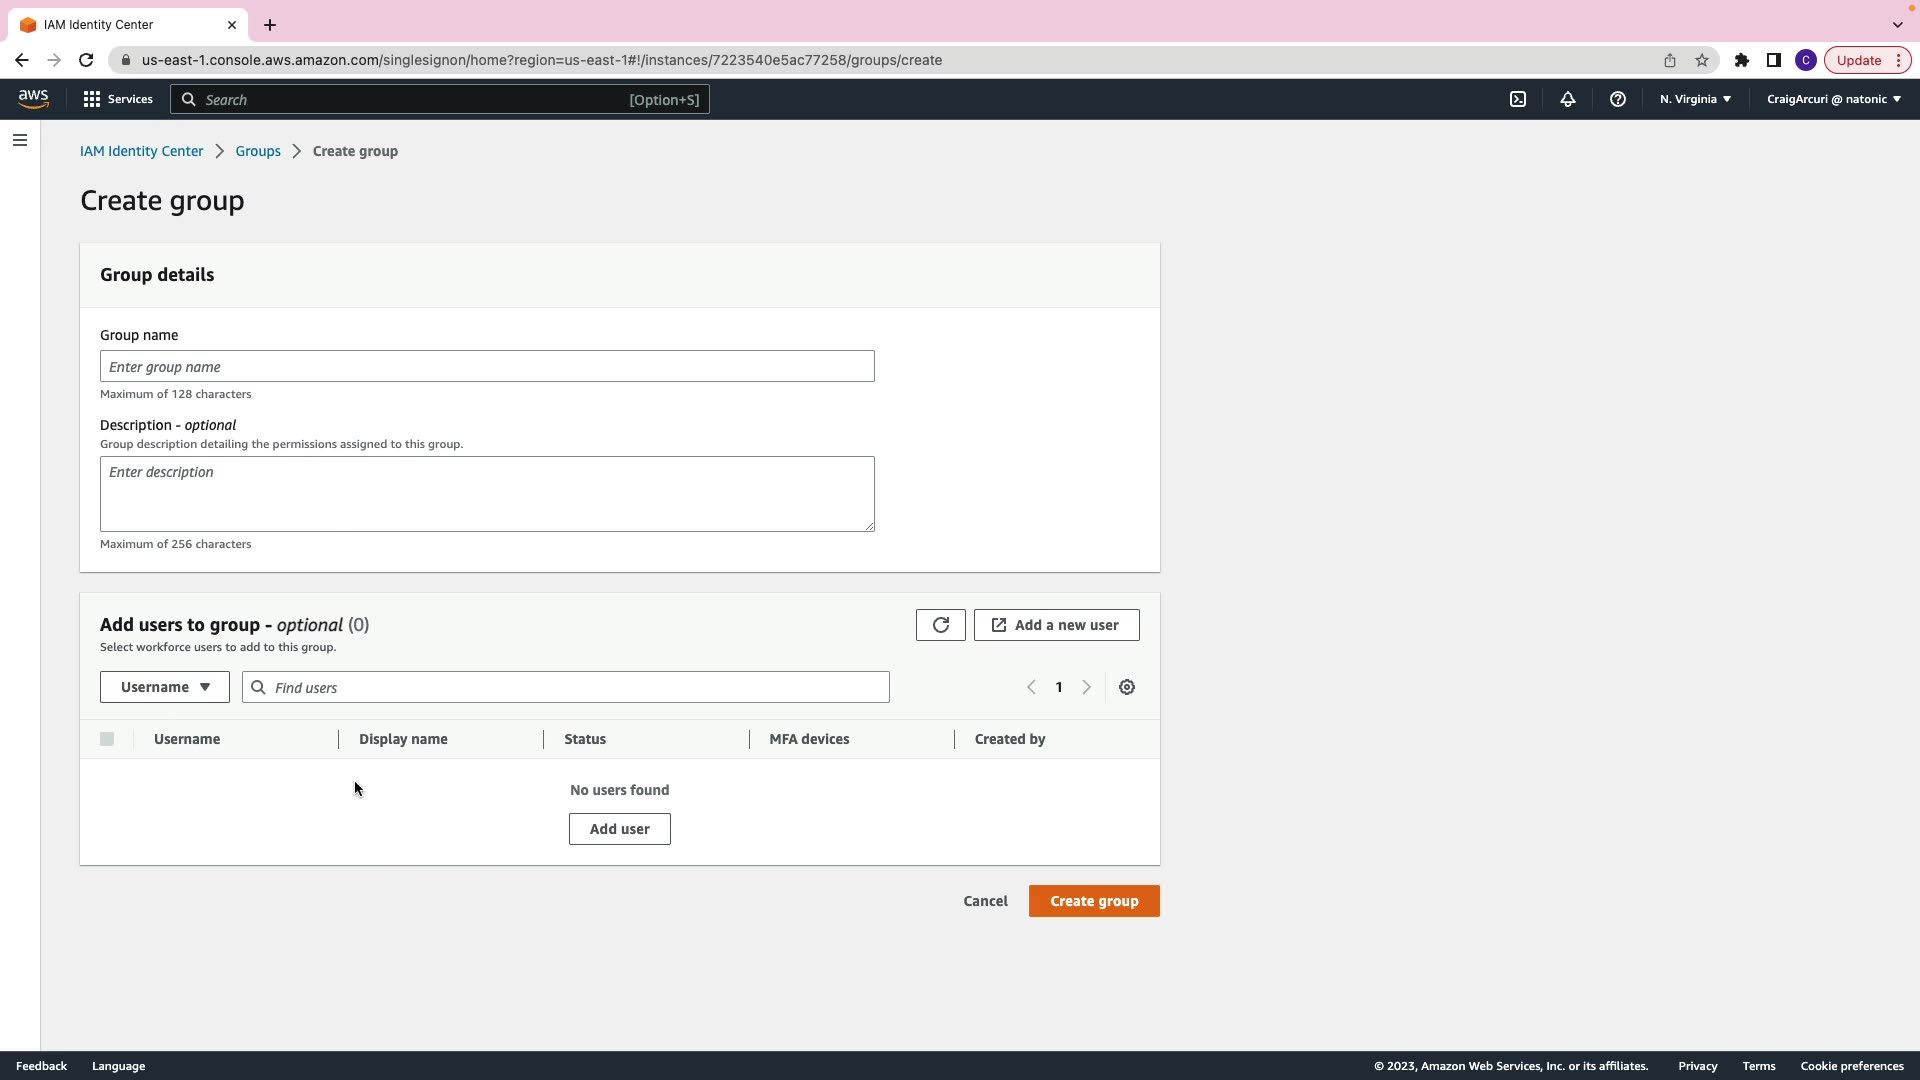 IAM Identity Center
us-east-1.console.aws.amazon.com/singlesignon/home?region=us-east-1#!/instances/7223540e5ac77258/groups/create
C
Update
aws
Services
Search
[Option+S]
N. Virginia
CraigArcuri @ natonic
IAM Identity Center
Groups
Create group
Create group
Group details
Group name
Enter group name
Maximum of 128 characters
Description - optional
Group description detailing the permissions assigned to this group.
Enter description
Maximum of 256 characters
Add users to group - optional (0)
Add a new user
Select workforce users to add to this group.
Username
Find users
1
Username
Display name
Status
MFA devices
Created by
No users found
Add user
Cancel
Create group
Feedback
Language
© 2023, Amazon Web Services, Inc. or its affiliates.
Privacy
Terms
Cookie preferences